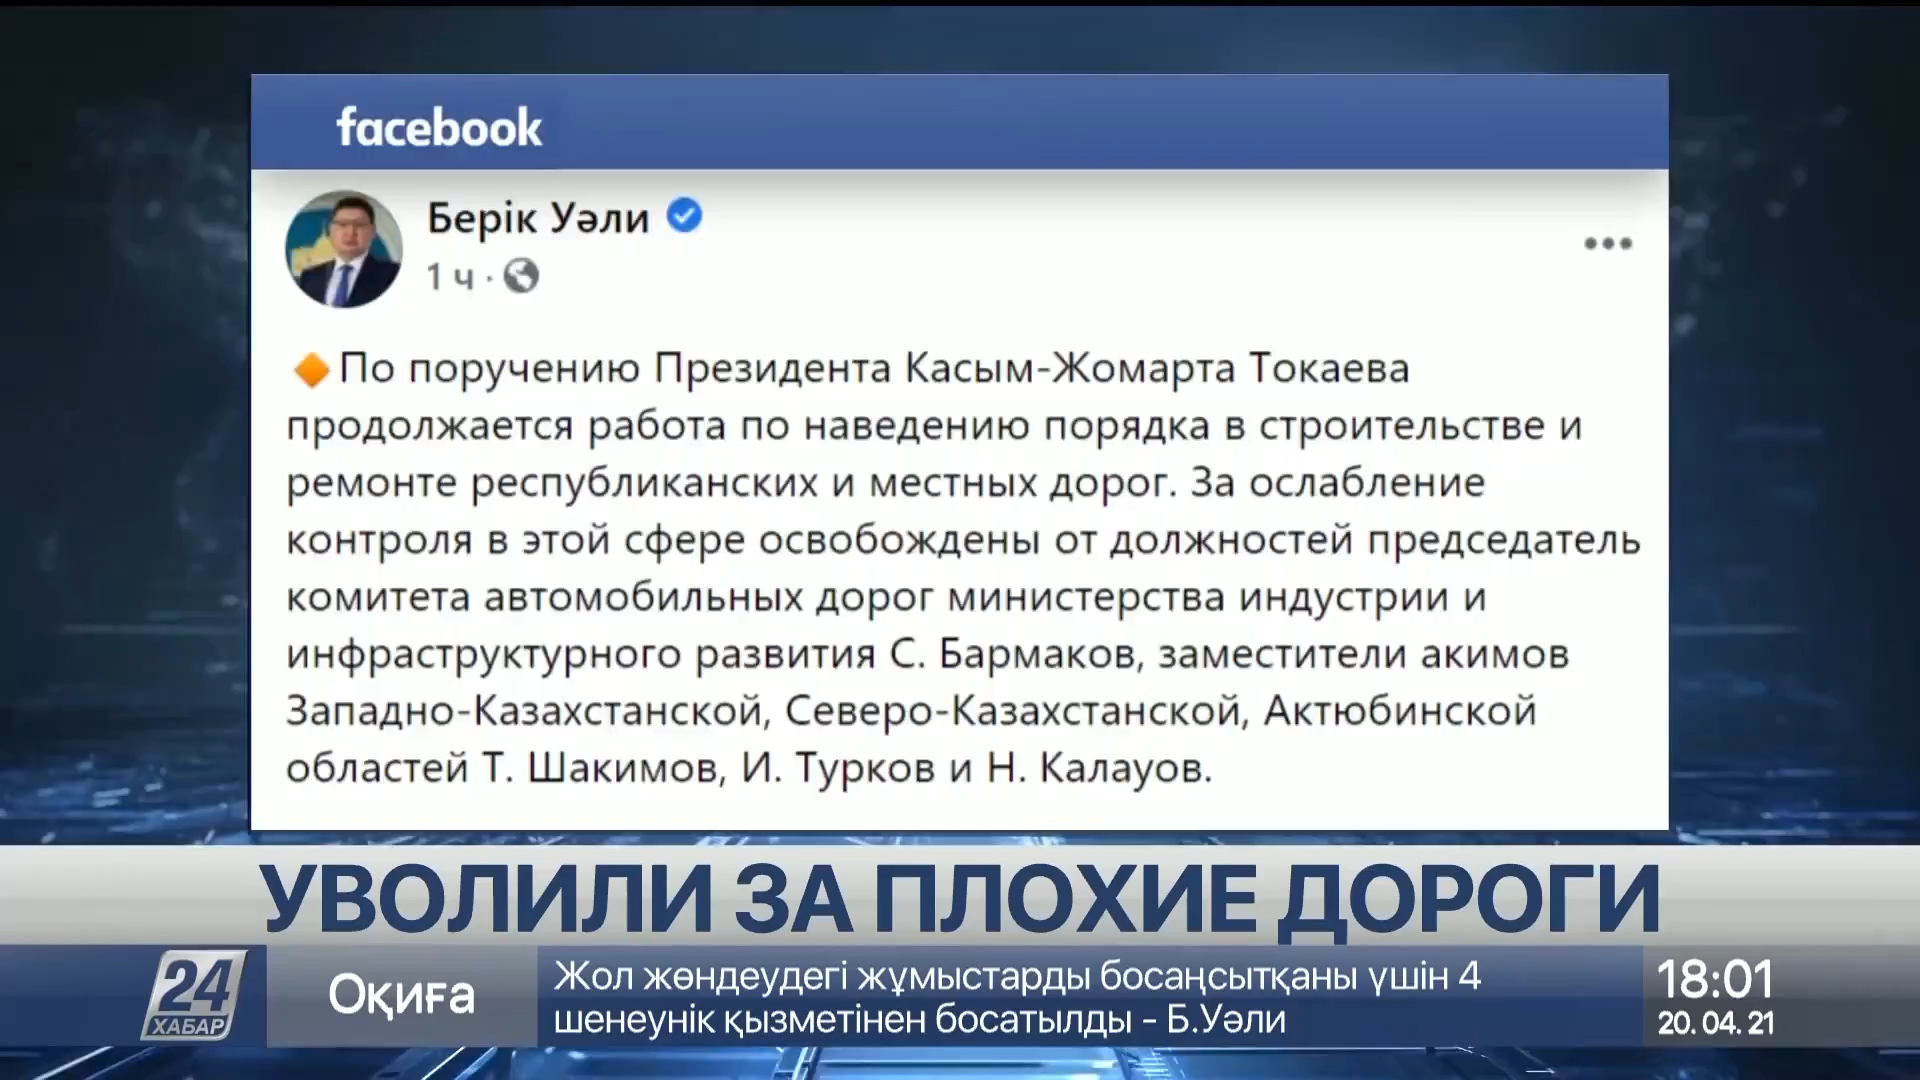 facebook
Берік Уәли
1 ч ·
По поручению Президента Касым-Жомарта Токаева
продолжается работа по наведению порядка в строительстве и
ремонте республиканских и местных дорог. За ослабление
контроля в этой сфере освобождены от должностей председатель
комитета автомобильных дорог министерства индустрии и
инфраструктурного развития С. Бармаков, заместители акимов
Западно-Казахстанской, Северо-Казахстанской, Актюбинской
областей Т. Шакимов, И. Турков и Н. Калауов.
УВОЛИЛИ ЗА ПЛОХИЕ ДОРОГИ
24
ХАБАР
Оқиға
Жол жөндеудегі жұмыстарды босаңсытқаны үшін 4
шенеунік қызметінен босатылды - Б.Уәли
18:01
20. 04. 21